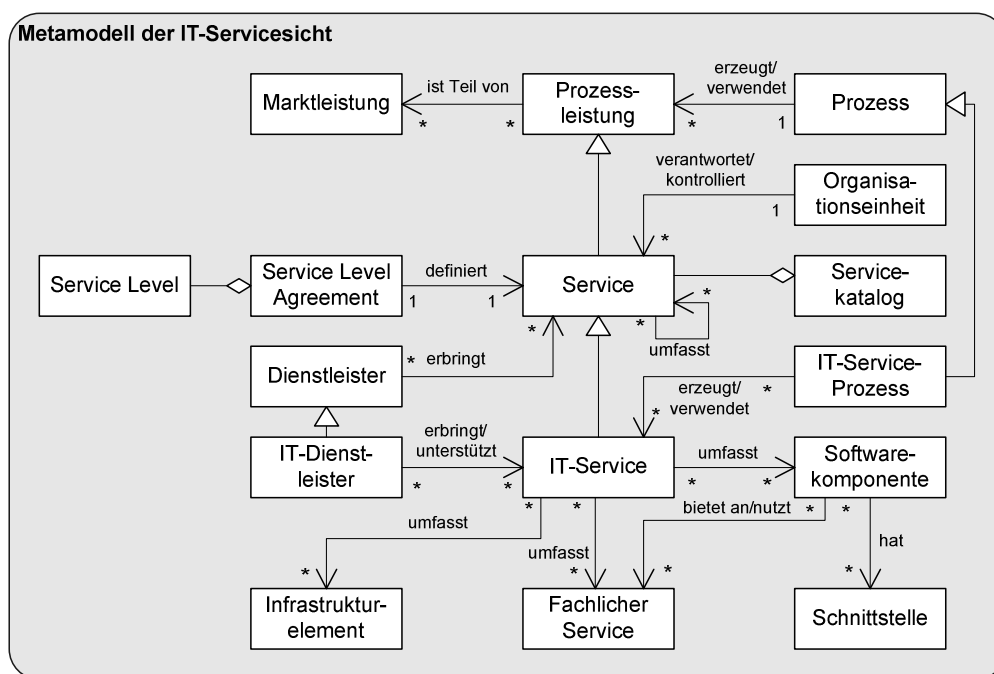 Metamodell der IT-Servicesicht
Marktleistung
ist Teil von
*
*
Prozess-
leistung
erzeugt/
verwendet
*
1
Prozess
verantwortet/
kontrolliert
1
*
Organisa-
tionseinheit
Service Level
Service Level
Agreement
definiert
1
1
Service
*
*
*
umfasst
Service-
katalog
Dienstleister
*
erbringt
erzeugt/
verwendet
*
*
IT-Service-
Prozess
IT-Dienst-
leister
erbringt/
unterstützt
*
*
IT-Service
umfasst
*
*
Software-
komponente
umfasst
*
*
umfasst
*
*
bietet an/nutzt
*
*
*
hat
*
Infrastruktur-
element
Fachlicher
Service
Schnittstelle